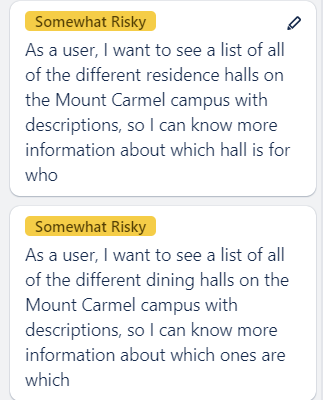 Somewhat Risky
As a user, I want to see a list of all
of the different residence halls on
the Mount Carmel campus with
descriptions, so I can know more
information about which hall is for
who
Somewhat Risky
As a user, I want to see a list of all
of the different dining halls on the
Mount Carmel campus with
descriptions, so I can know more
information about which ones are
which